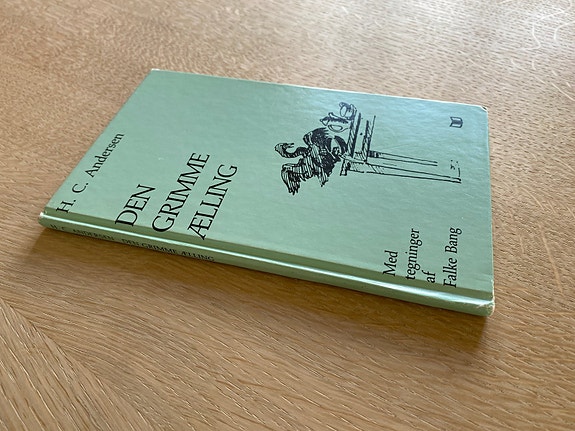 H. C. Andersen
DEN
GRIMME
ÆLLING
Med
tegninger
af
Falke Bang
H. C. ANDERSEN DEN GRIMME ÆLLING